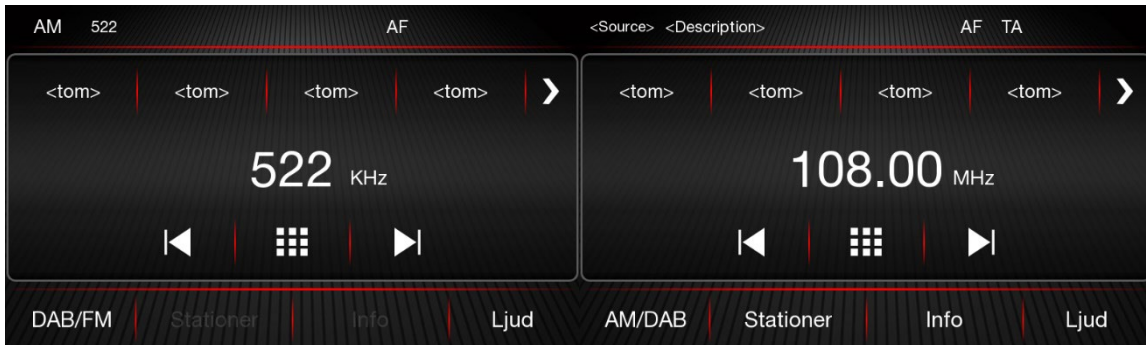 AM 522 AF
<tom> <tom> <tom> <tom>
522 KHz
DAB/FM Stationer Info Ljud
<Source> <Description> AF TA
<tom> <tom> <tom> <tom>
108.00 MHz
AM/DAB Stationer Info Ljud